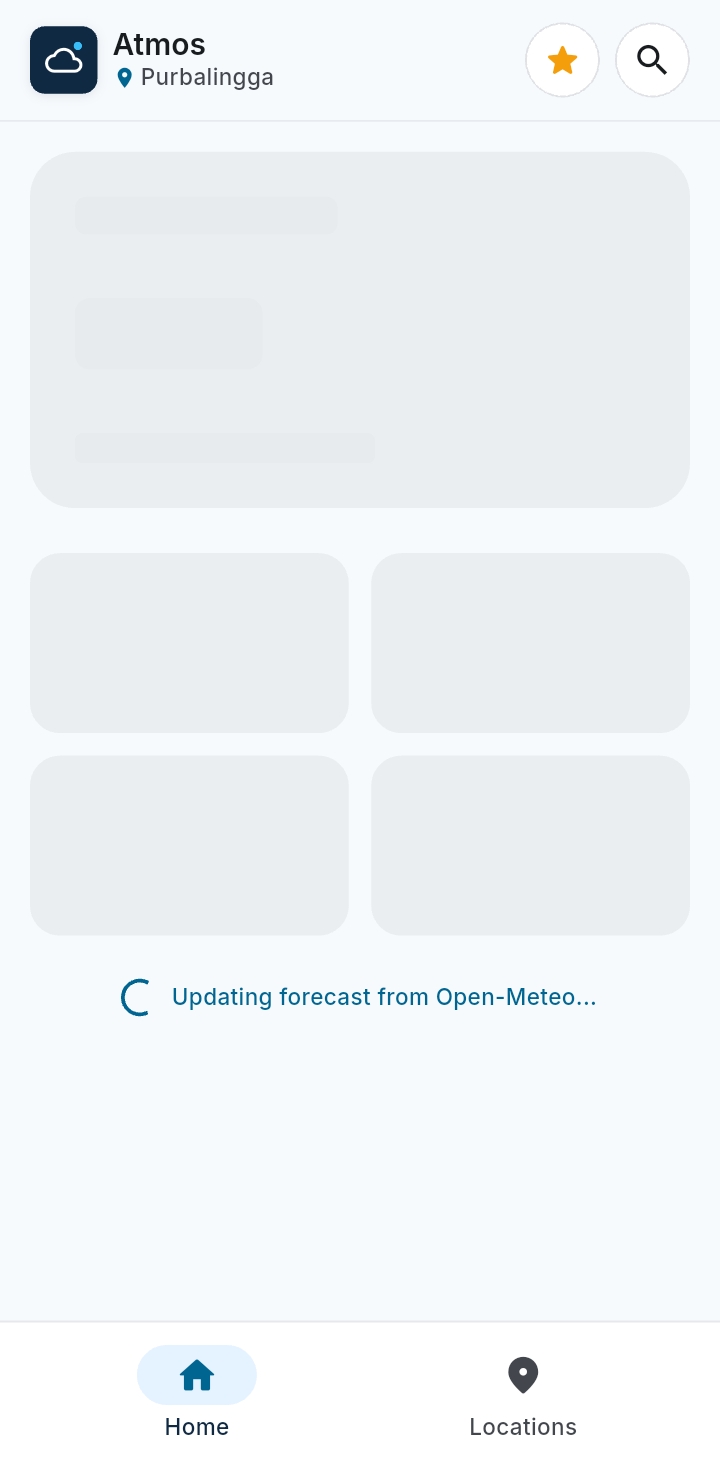 Atmos
Purbalingga
Updating forecast from Open-Meteo...
Home
Locations